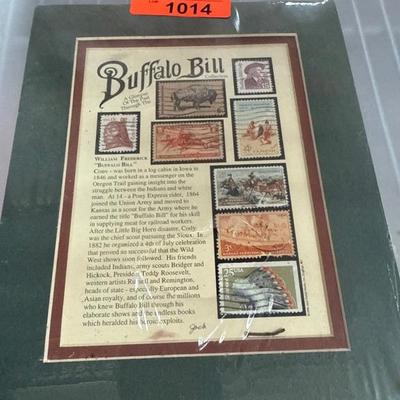 1014
Buffalo Bill
Collection
A Glimpse
Of The Past
Through The
WILLIAM FREDERICK
"BUFFALO BILL"
CODY - was born in a log cabin in Iowa in
1846 and worked as a messenger on the
Oregon Trail gaining insight into the
struggle between the Indians and white
man. At 14 - a Pony Express rider, 1864
joined the Union Army and moved to
Kansas as a scout for the Army where he
earned the title "Buffalo Bill" for his skill
in supplying meat for railroad workers.
After the Little Big Horn disaster, Cody
was the chief scout pursuing the Sioux. In
1882 he organized a 4th of July celebration
that proved so successful that the Wild
West show soon followed. His friends
included Indians, army scouts Bridger and
Hickock, President Teddy Roosevelt,
western artists Russell and Remington,
heads of state - especially European and
Asian royalty, and of course the millions
who knew Buffalo Bill through his
elaborate shows and the endless books
which heralded his heroic exploits.
3¢
25 USA
Jack